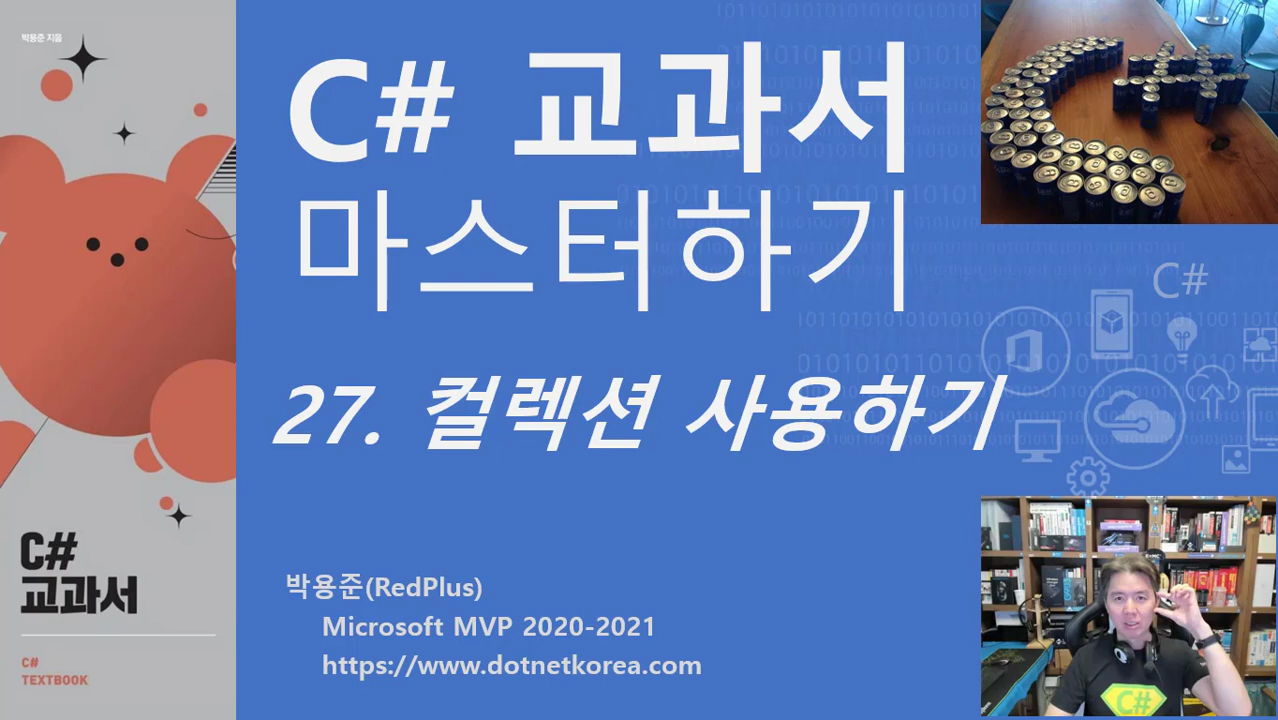 박용준 지음
C# 교과서
마스터하기
27. 컬렉션 사용하기
박용준(RedPlus)
Microsoft MVP 2020-2021
https://www.dotnetkorea.com
C#
교과서
C#
TEXTBOOK
C#
C#
C#